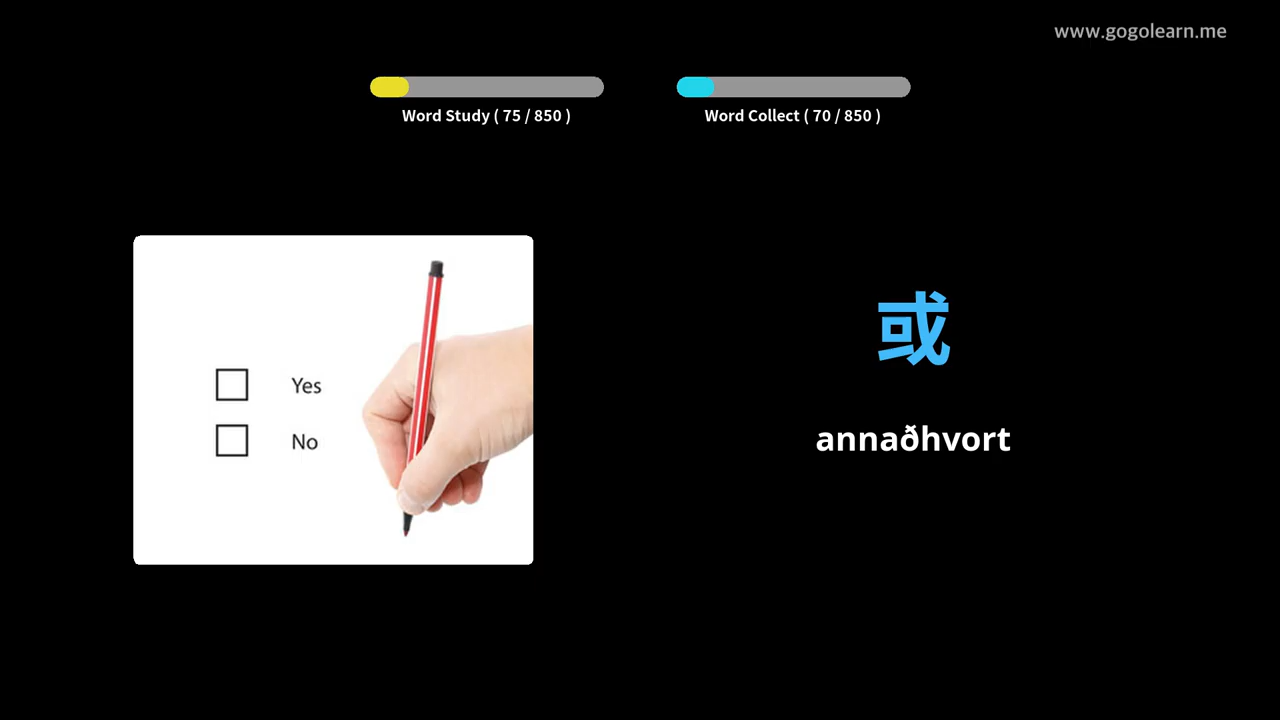 www.gogolearn.me
Word Study ( 75 / 850 )
Word Collect ( 70 / 850 )
Yes
No
或
annaðhvort